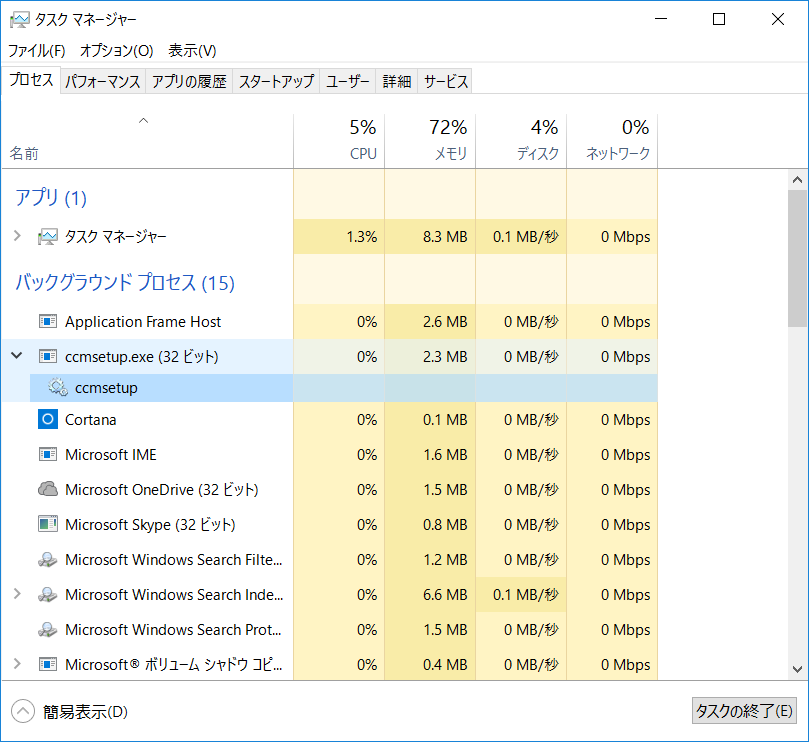 タスク マネージャー
ファイル(F) オプション(O) 表示(V)
プロセス パフォーマンス アプリの履歴 スタートアップ ユーザー 詳細 サービス
5% 72% 4% 0%
名前 CPU メモリ ディスク ネットワーク
アプリ (1)
タスク マネージャー 1.3% 8.3 MB 0.1 MB/秒 0 Mbps
バックグラウンド プロセス (15)
Application Frame Host 0% 2.6 MB 0 MB/秒 0 Mbps
ccmsetup.exe (32 ビット) 0% 2.3 MB 0 MB/秒 0 Mbps
ccmsetup
Cortana 0% 0.1 MB 0 MB/秒 0 Mbps
Microsoft IME 0% 1.6 MB 0 MB/秒 0 Mbps
Microsoft OneDrive (32 ビット) 0% 1.5 MB 0 MB/秒 0 Mbps
Microsoft Skype (32 ビット) 0% 0.8 MB 0 MB/秒 0 Mbps
Microsoft Windows Search Filte... 0% 1.2 MB 0 MB/秒 0 Mbps
Microsoft Windows Search Inde... 0% 6.6 MB 0.1 MB/秒 0 Mbps
Microsoft Windows Search Prot... 0% 1.5 MB 0 MB/秒 0 Mbps
Microsoft® ボリューム シャドウ コピ... 0% 0.4 MB 0 MB/秒 0 Mbps
簡易表示(D) タスクの終了(E)